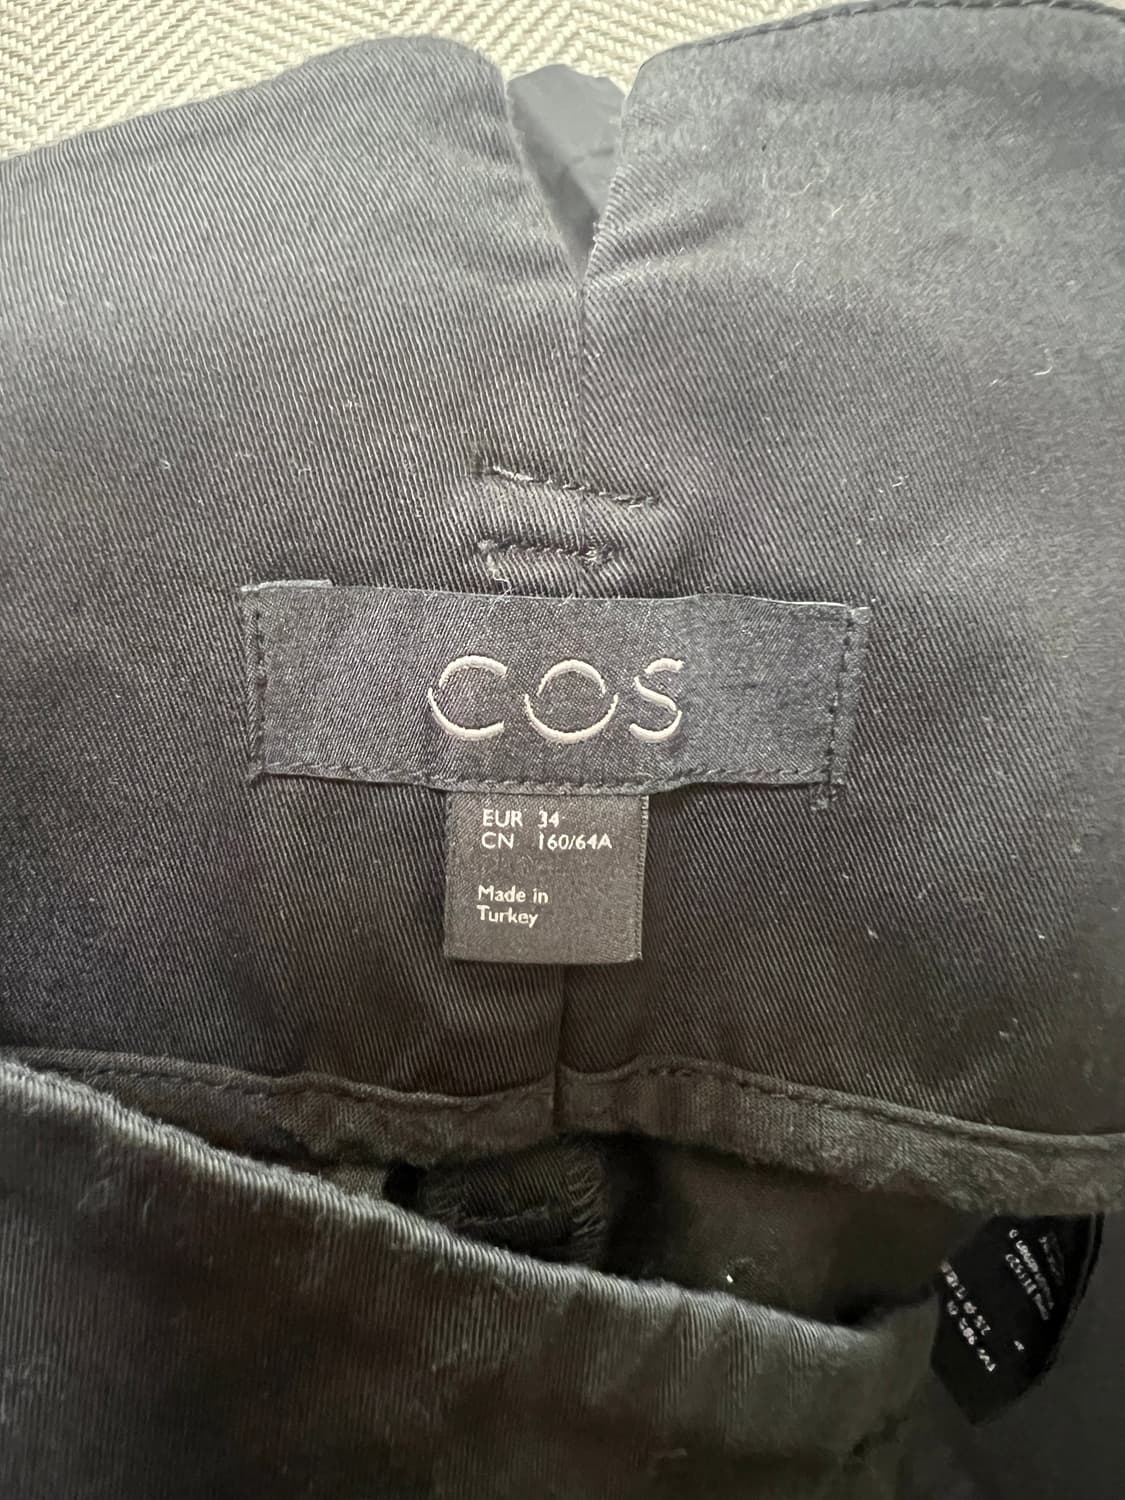 COS
EUR 34
CN 160/64A
Made in
Turkey